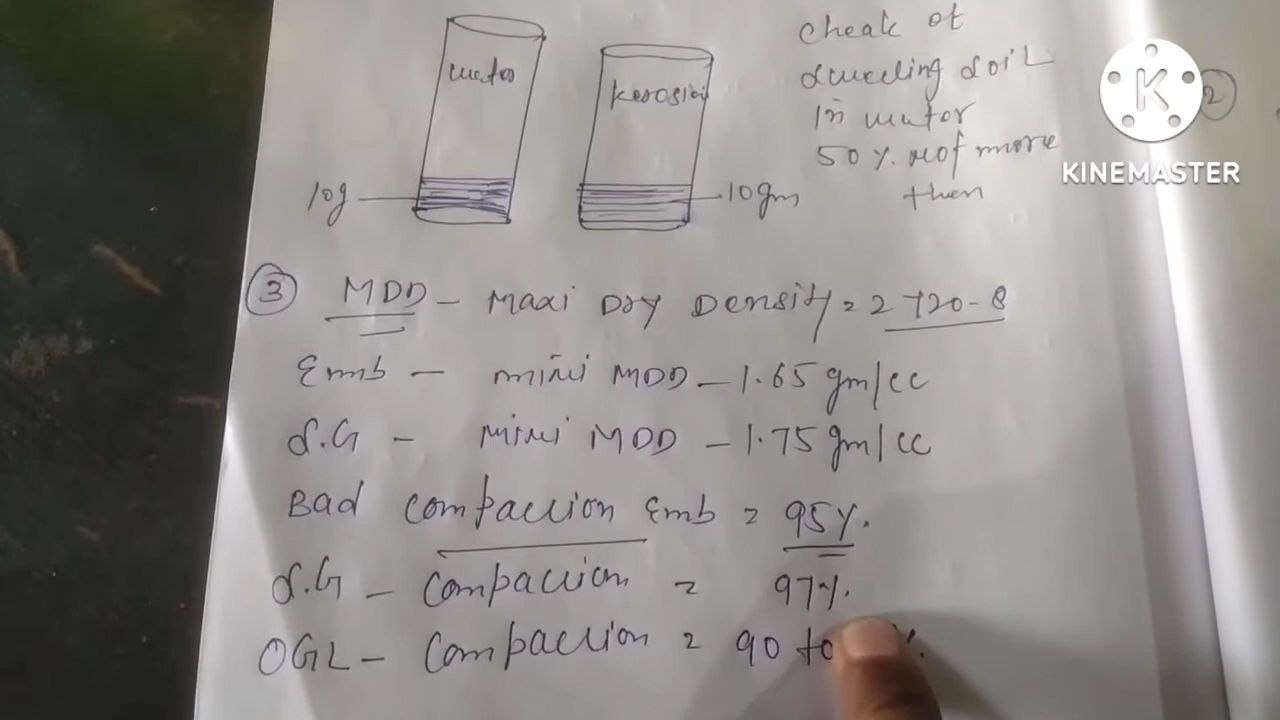 cheak of
swelling soil
in water
50 %. not more
then
water
kerosion
10g
10gm
2
KINEMASTER
3 MDD - Maxi Dry Density = 2720-8
Emb - mini MDD - 1.65 gm/cc
S.G - Mini MDD - 1.75 gm/cc
Bad Compaction Emb = 95%.
S.G - Compaction = 97%.
OGL - Compaction = 90 to %.